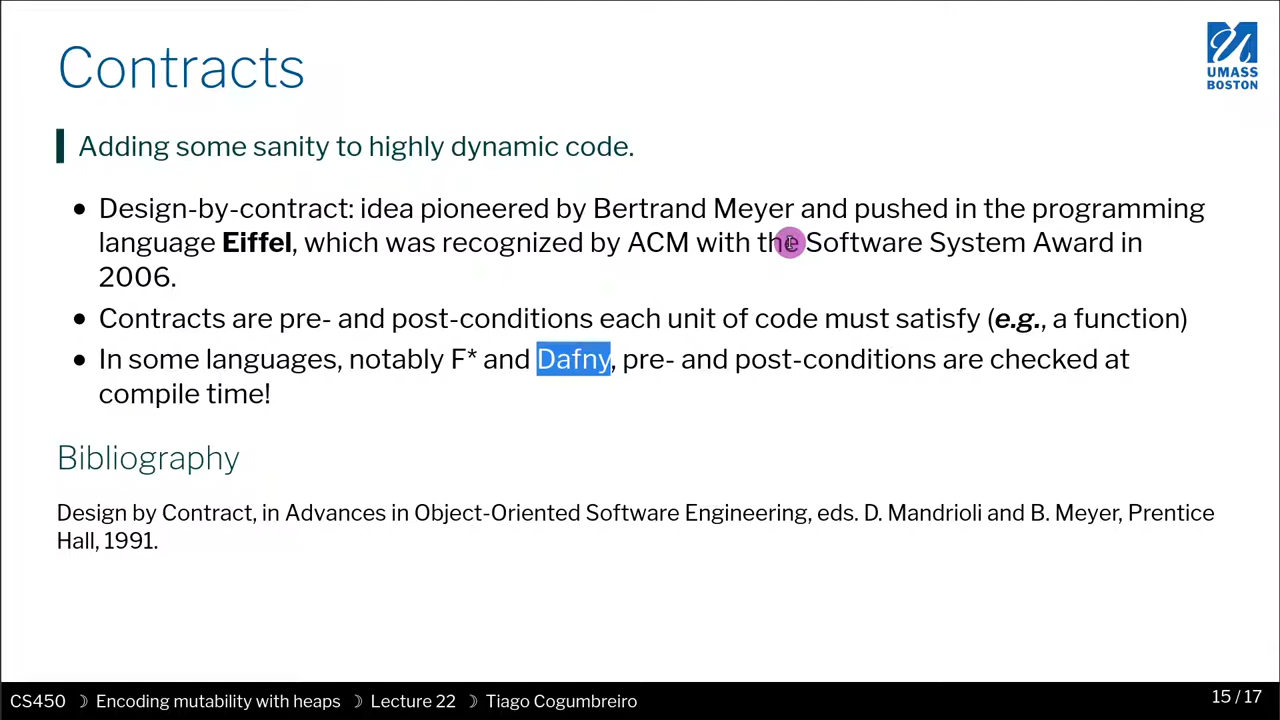 Contracts
UMASS
BOSTON
Adding some sanity to highly dynamic code.
• Design-by-contract: idea pioneered by Bertrand Meyer and pushed in the programming
language Eiffel, which was recognized by ACM with the Software System Award in
2006.
• Contracts are pre- and post-conditions each unit of code must satisfy (e.g., a function)
• In some languages, notably F* and Dafny, pre- and post-conditions are checked at
compile time!
Bibliography
Design by Contract, in Advances in Object-Oriented Software Engineering, eds. D. Mandrioli and B. Meyer, Prentice
Hall, 1991.
CS450 ☽ Encoding mutability with heaps ☽ Lecture 22 ☽ Tiago Cogumbreiro 15 / 17